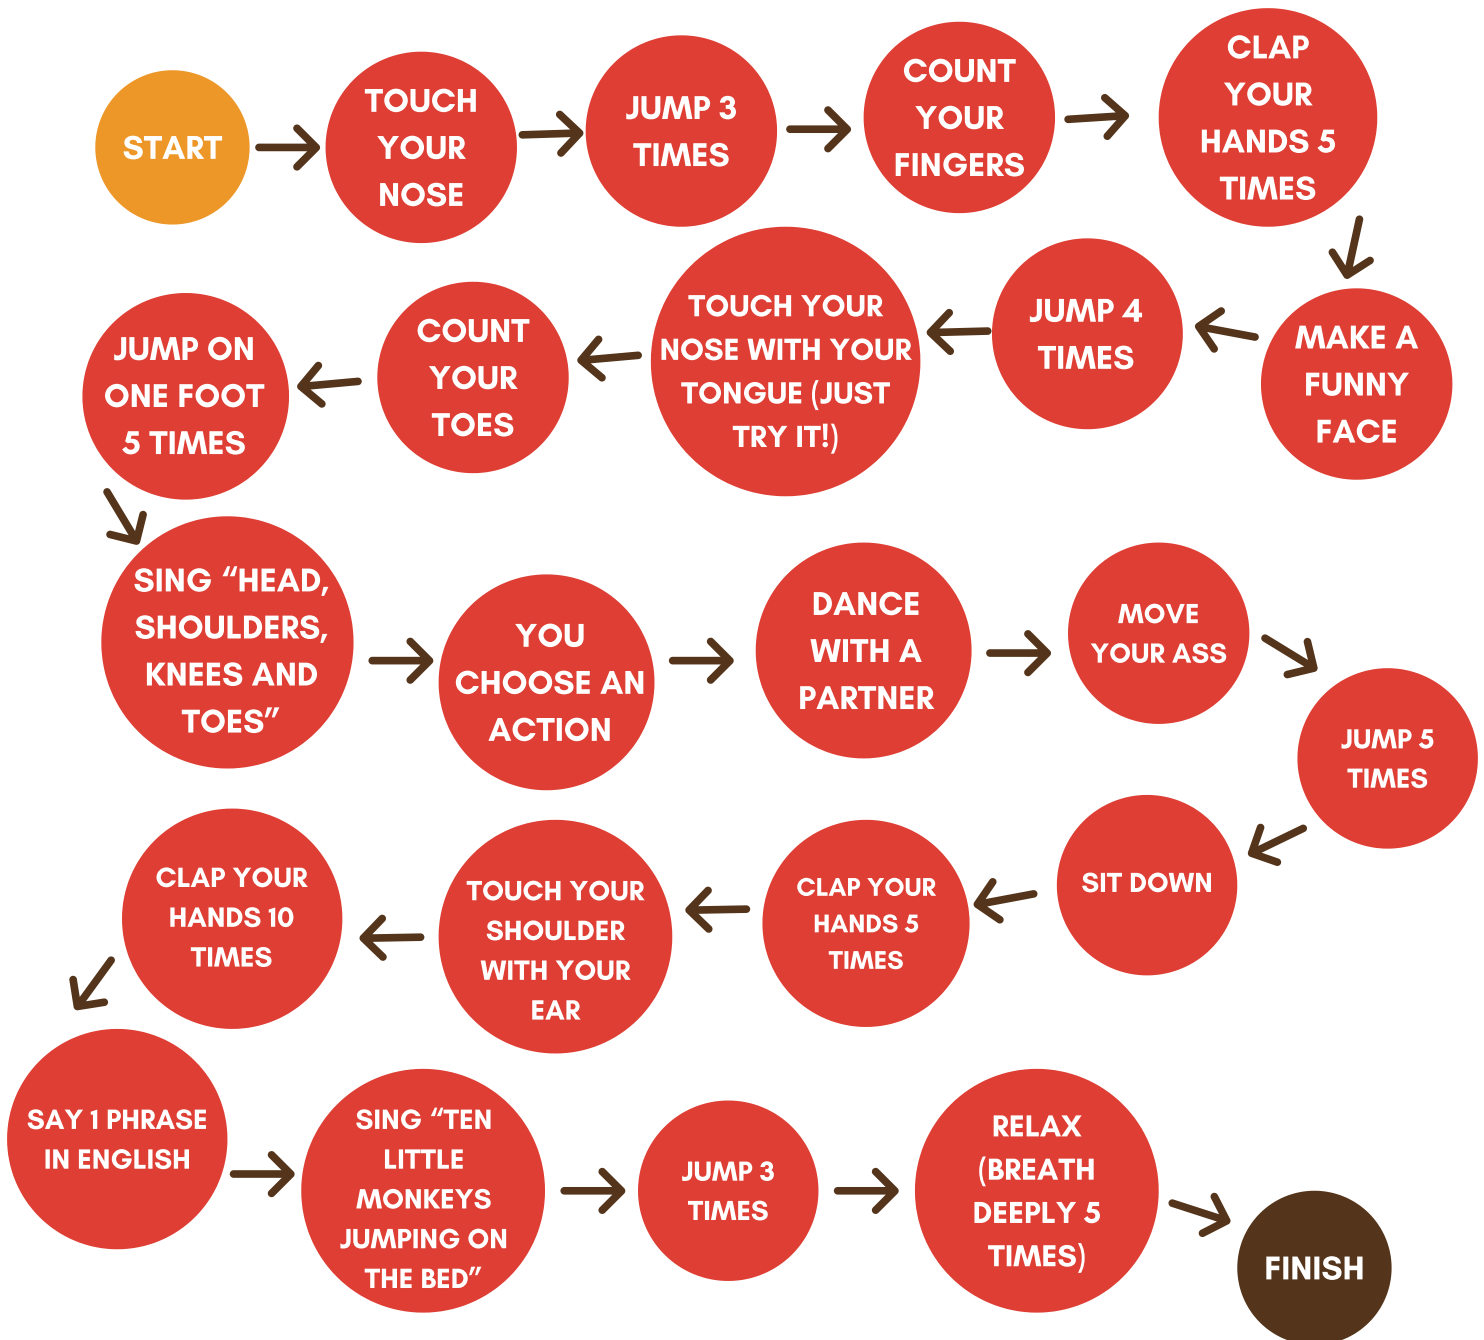 START
TOUCH
YOUR
NOSE
JUMP 3
TIMES
COUNT
YOUR
FINGERS
CLAP
YOUR
HANDS 5
TIMES
MAKE A
FUNNY
FACE
JUMP 4
TIMES
TOUCH YOUR
NOSE WITH YOUR
TONGUE (JUST
TRY IT!)
COUNT
YOUR
TOES
JUMP ON
ONE FOOT
5 TIMES
SING “HEAD,
SHOULDERS,
KNEES AND
TOES”
YOU
CHOOSE AN
ACTION
DANCE
WITH A
PARTNER
MOVE
YOUR ASS
JUMP 5
TIMES
SIT DOWN
CLAP YOUR
HANDS 5
TIMES
TOUCH YOUR
SHOULDER
WITH YOUR
EAR
CLAP YOUR
HANDS 10
TIMES
SAY 1 PHRASE
IN ENGLISH
SING “TEN
LITTLE
MONKEYS
JUMPING ON
THE BED”
JUMP 3
TIMES
RELAX
(BREATH
DEEPLY 5
TIMES)
FINISH